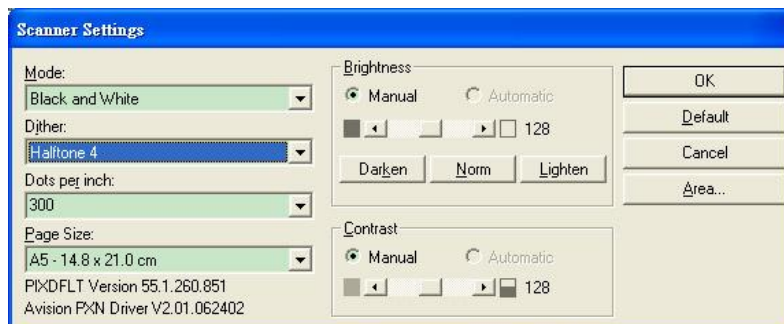 Scanner Settings
Mode:
Black and White
Dither:
Halftone 4
Dots per inch:
300
Page Size:
A5 - 14.8 x 21.0 cm
PIXDFLT Version 55.1.260.851
Avision PXN Driver V2.01.062402
Brightness
Manual Automatic
128
Darken Norm Lighten
Contrast
Manual Automatic
128
OK
Default
Cancel
Area...